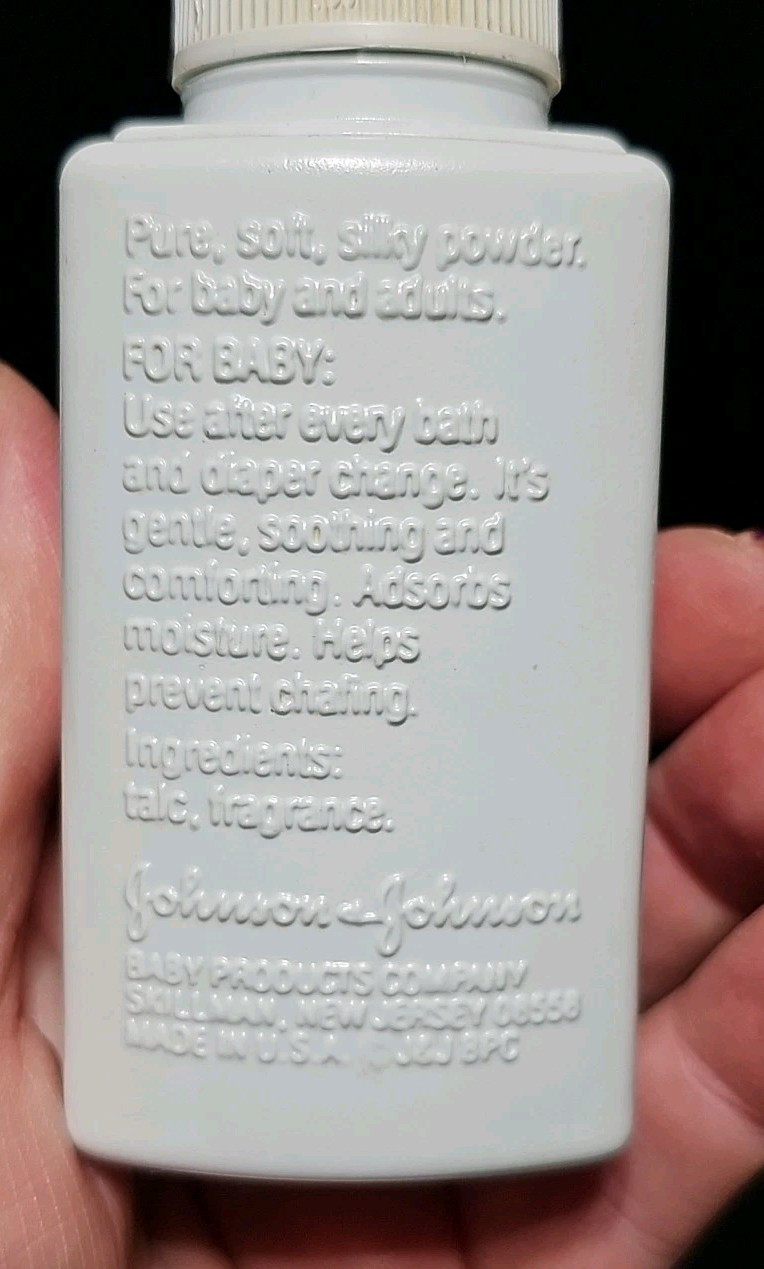 Pure, soft, silky powder.
For baby and adults.
FOR BABY:
Use after every bath
and diaper change. It's
gentle, soothing and
comforting. Adsorbs
moisture. Helps
prevent chafing.
Ingredients:
talc, fragrance.
Johnson & Johnson
BABY PRODUCTS COMPANY
SKILLMAN, NEW JERSEY 08558
MADE IN U.S.A. © J&J BPC